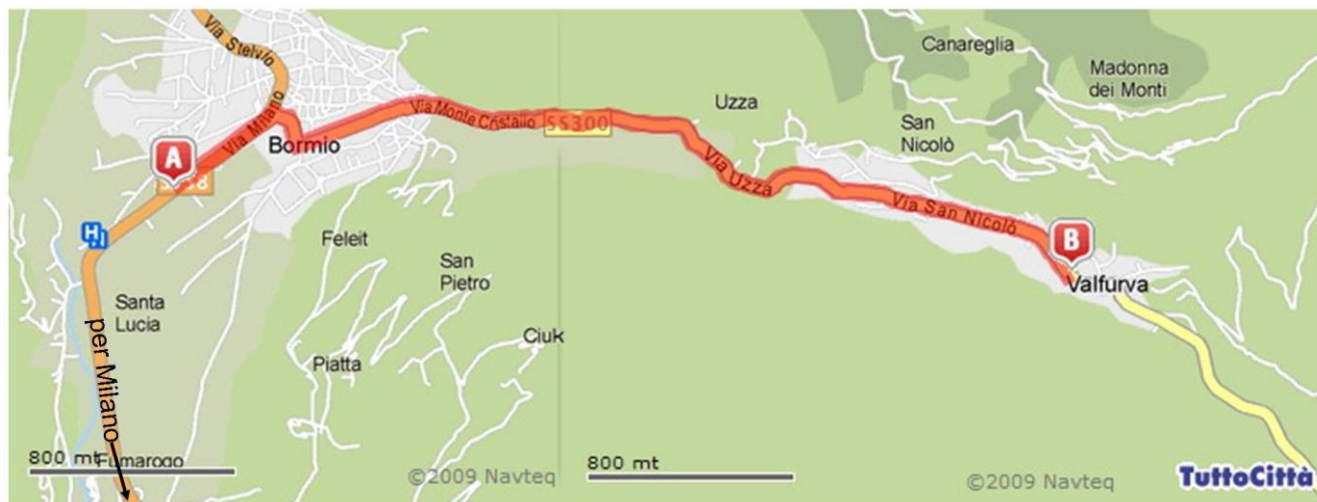 Via Stelvio
Via Milano
Bormio
Via Monte Cristallo
SS300
Uzza
Via Uzza
Canareglia
Madonna
dei Monti
San
Nicolò
Via San Nicolò
A
B
H
Valfurva
Feleit
San
Pietro
Santa
Lucia
Ciuk
Piatta
per Milano
Fumarogo
800 mt
©2009 Navteq
800 mt
©2009 Navteq
TuttoCittà